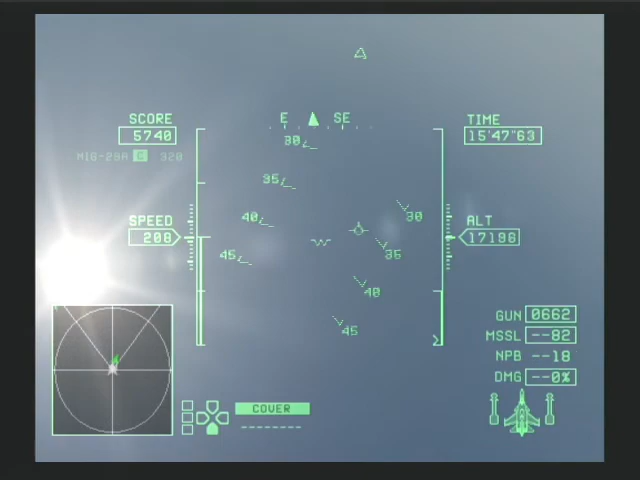 SCORE
5740
MIG-29A C 320
E SE
TIME
15'47"63
30
35
40
45
30
35
40
45
SPEED
208
ALT
17196
GUN 0662
MSSL --82
NPB --18
DMG --0%
COVER
--------